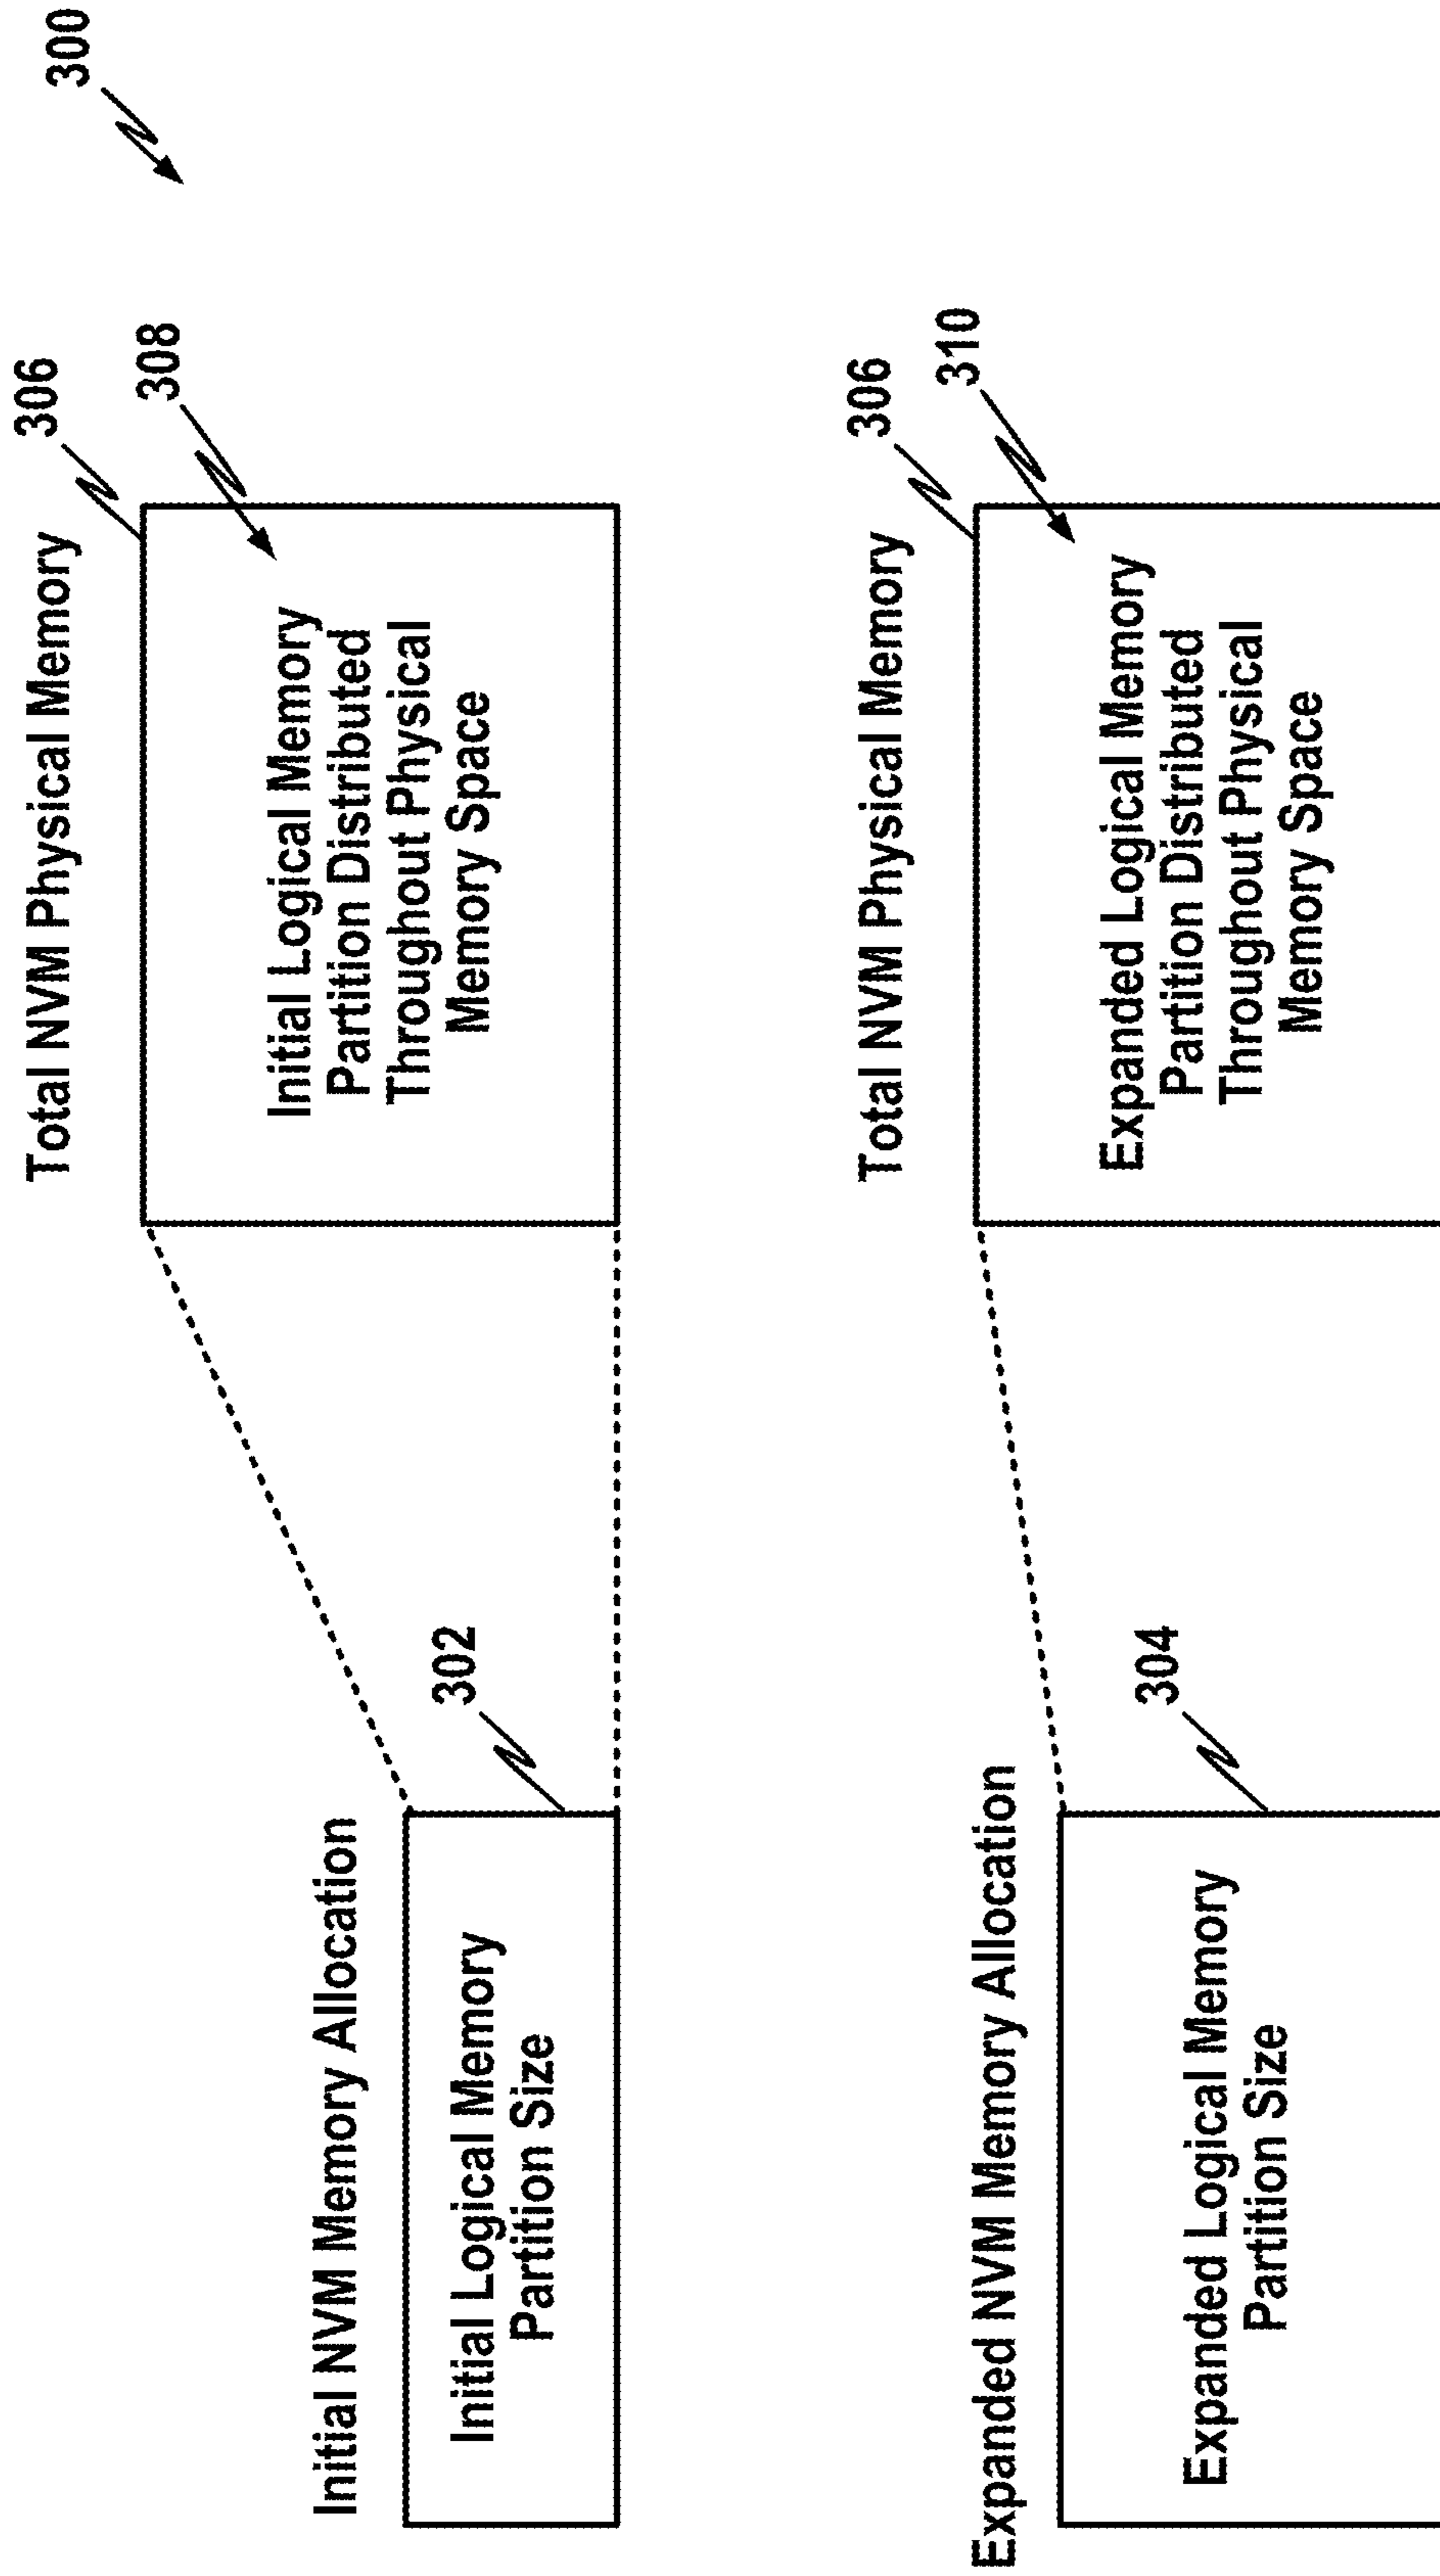 300
Total NVM Physical Memory
306
308
Initial NVM Memory Allocation
302
Initial Logical Memory
Partition Size
Initial Logical Memory
Partition Distributed
Throughout Physical
Memory Space
Total NVM Physical Memory
306
310
Expanded NVM Memory Allocation
304
Expanded Logical Memory
Partition Size
Expanded Logical Memory
Partition Distributed
Throughout Physical
Memory Space